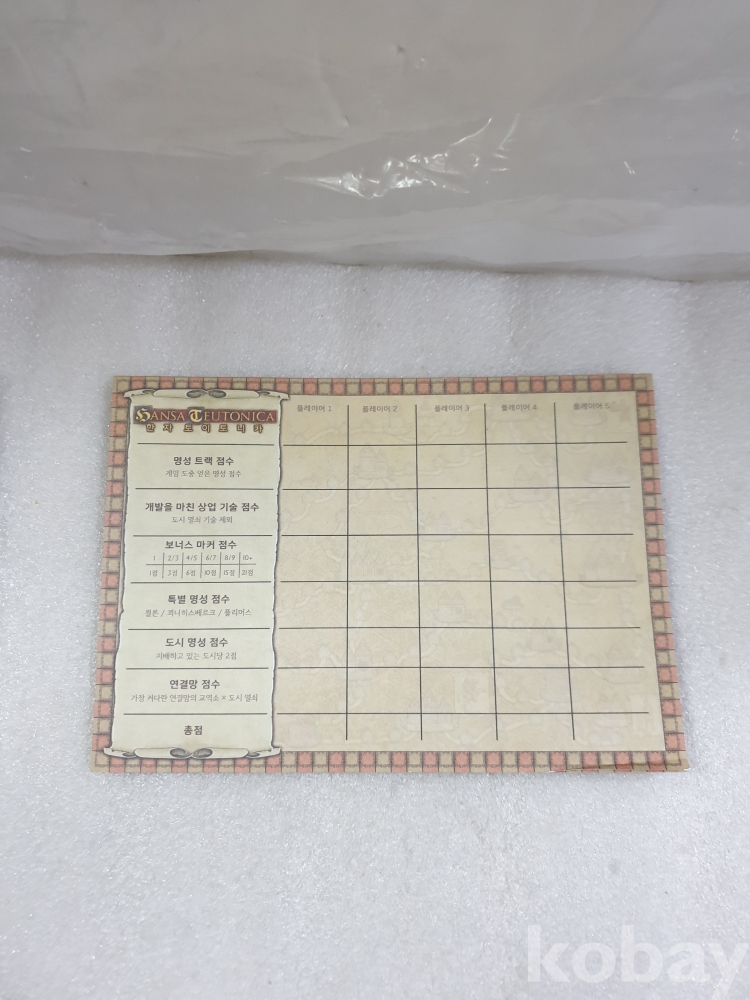 HANSA TEUTONICA
한자 토이토니카
플레이어 1 플레이어 2 플레이어 3 플레이어 4 플레이어 5
명성 트랙 점수
게임 도중 얻은 명성 점수
개발을 마친 상업 기술 점수
도시 열쇠 기술 제외
보너스 마커 점수
1 2/3 4/5 6/7 8/9 10+
1점 3점 6점 10점 15점 21점
특별 명성 점수
쾰른 / 쾨니히스베르크 / 플리머스
도시 명성 점수
지배하고 있는 도시당 2점
연결망 점수
가장 커다란 연결망의 교역소 × 도시 열쇠
총점
kobay